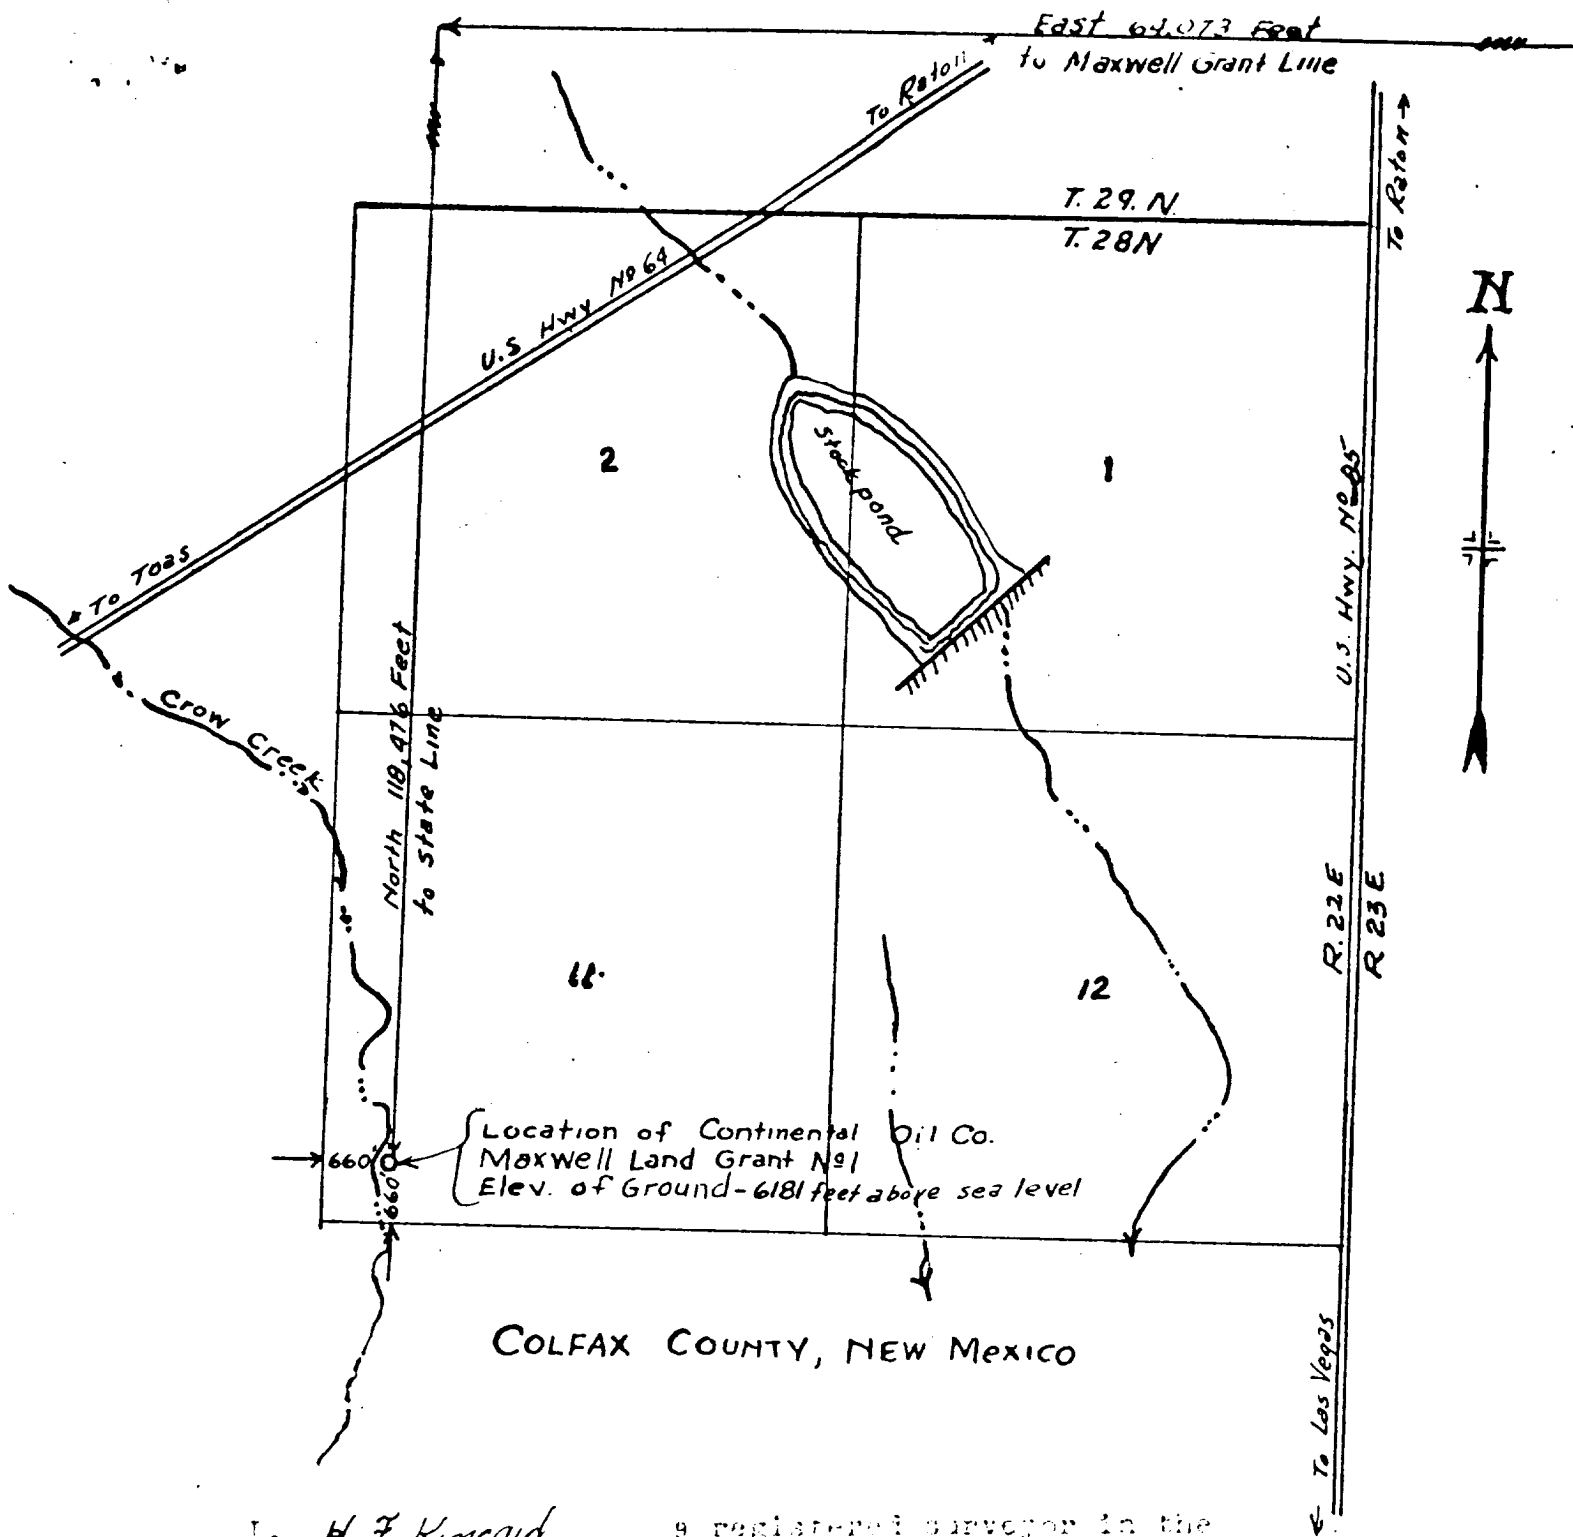 East 64,073 Feet
to Maxwell Grant Line
To Raton
To Raton →
T. 29. N.
T. 28N
N
U.S Hwy Nº 64
2
Stock pond
1
U.S. Hwy. Nº 85
To Toas
Crow Creek
North 118,476 Feet
to State Line
R. 22 E
R 23 E
11.
12
660'
660'
Location of Continental Oil Co.
Maxwell Land Grant Nº1
Elev. of Ground-6181 feet above sea level
COLFAX COUNTY, NEW MEXICO
← To Las Vegas
I, H. F. a registered surveyor in the